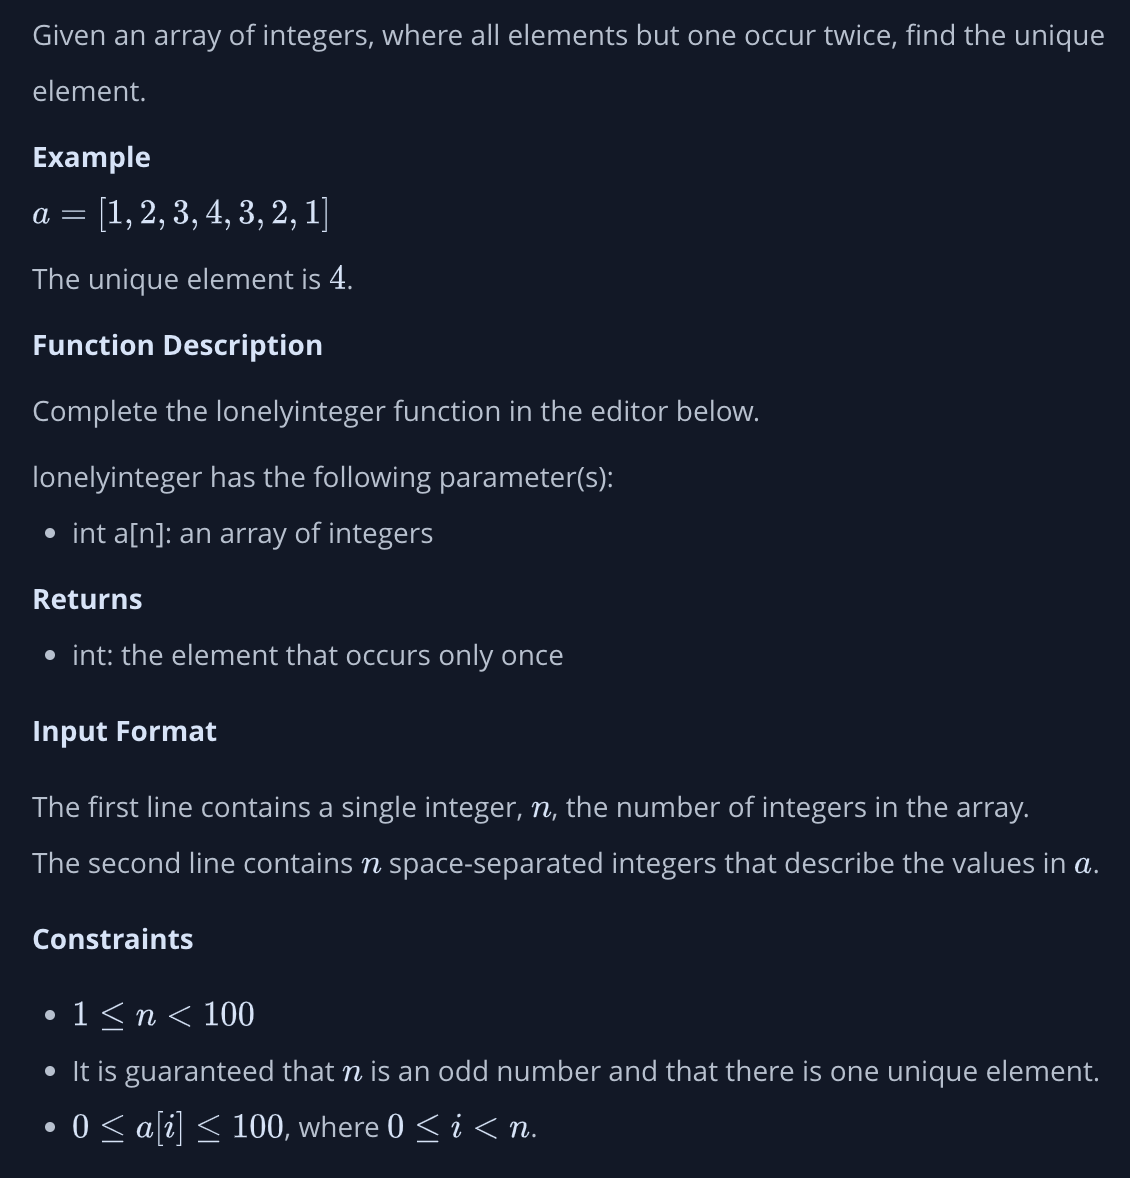 Given an array of integers, where all elements but one occur twice, find the unique
element.
Example
a = [1, 2, 3, 4, 3, 2, 1]
The unique element is 4.
Function Description
Complete the lonelyinteger function in the editor below.
lonelyinteger has the following parameter(s):
• int a[n]: an array of integers
Returns
• int: the element that occurs only once
Input Format
The first line contains a single integer, n, the number of integers in the array.
The second line contains n space-separated integers that describe the values in a.
Constraints
• 1 ≤ n < 100
• It is guaranteed that n is an odd number and that there is one unique element.
• 0 ≤ a[i] ≤ 100, where 0 ≤ i < n.